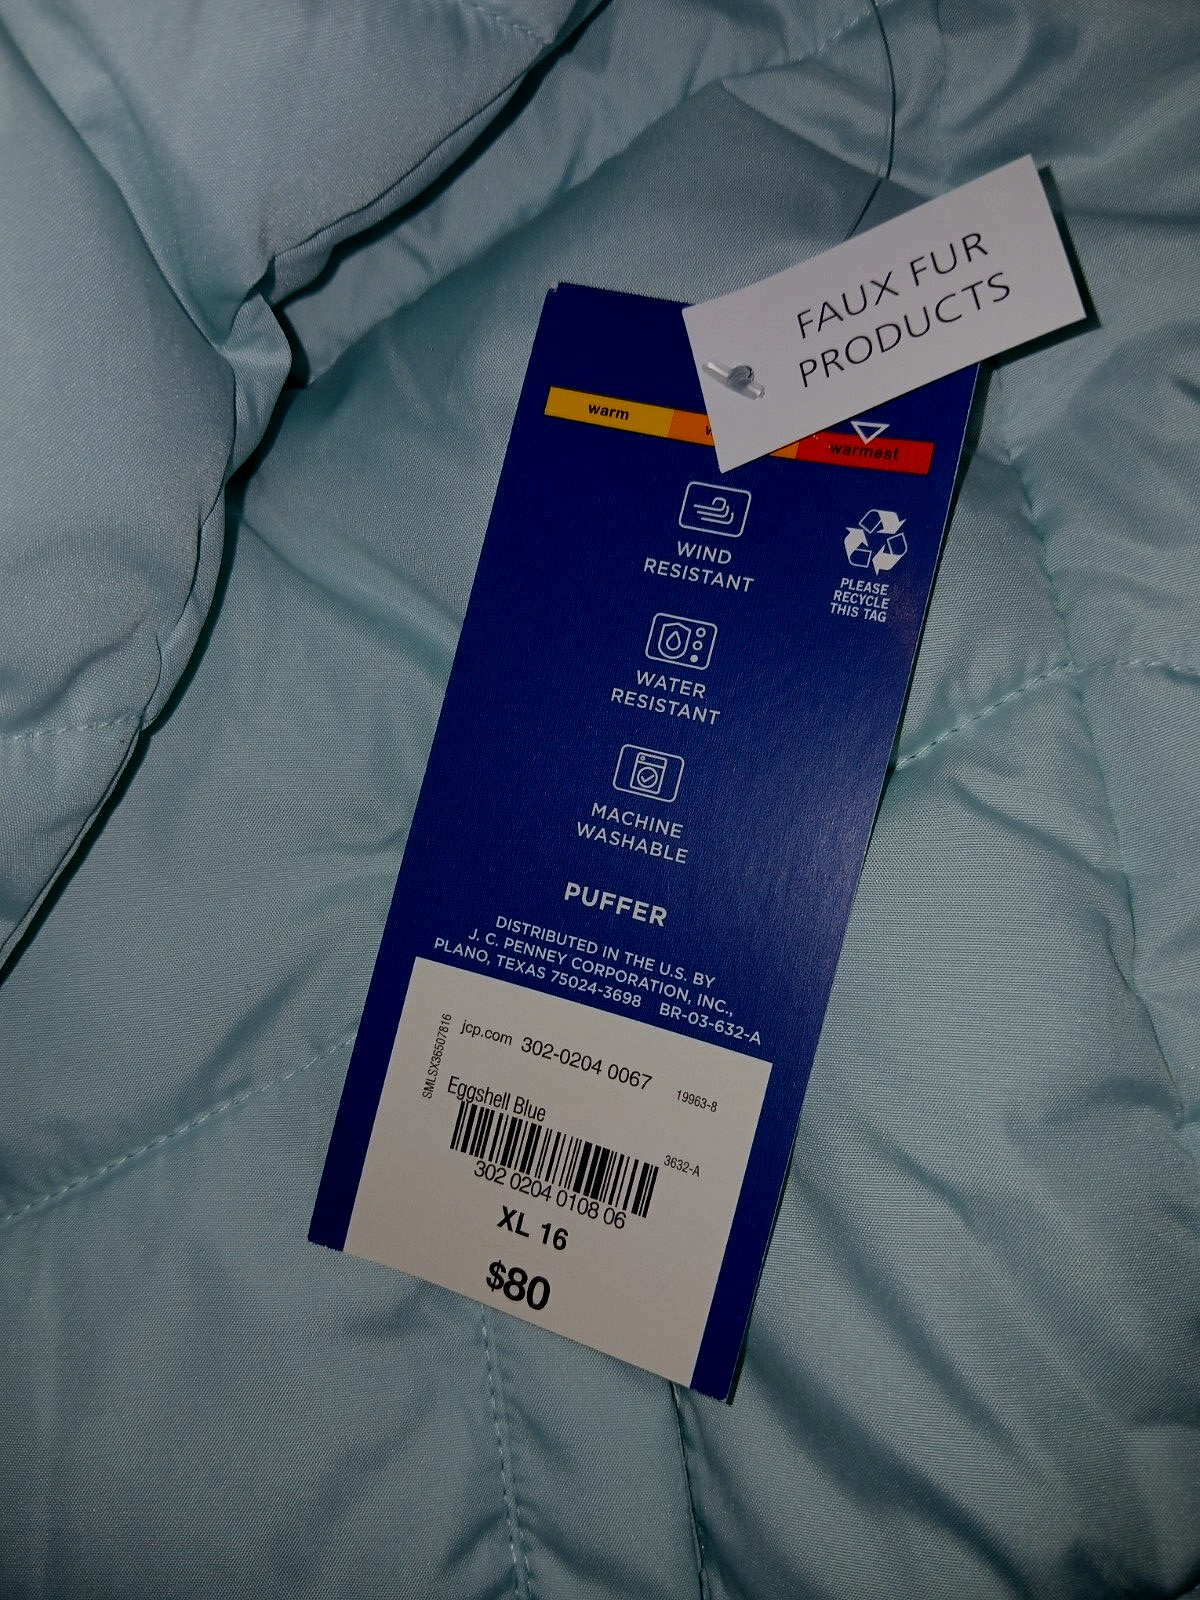 FAUX FUR
PRODUCTS
warm
warmest
WIND
RESISTANT
PLEASE
RECYCLE
THIS TAG
WATER
RESISTANT
MACHINE
WASHABLE
PUFFER
DISTRIBUTED IN THE U.S. BY
J. C. PENNEY CORPORATION, INC.,
PLANO, TEXAS 75024-3698 BR-03-632-A
SMLSX36507816
jcp.com 302-0204 0067
19963-8
Eggshell Blue
3632-A
302 0204 0108 06
XL 16
$80